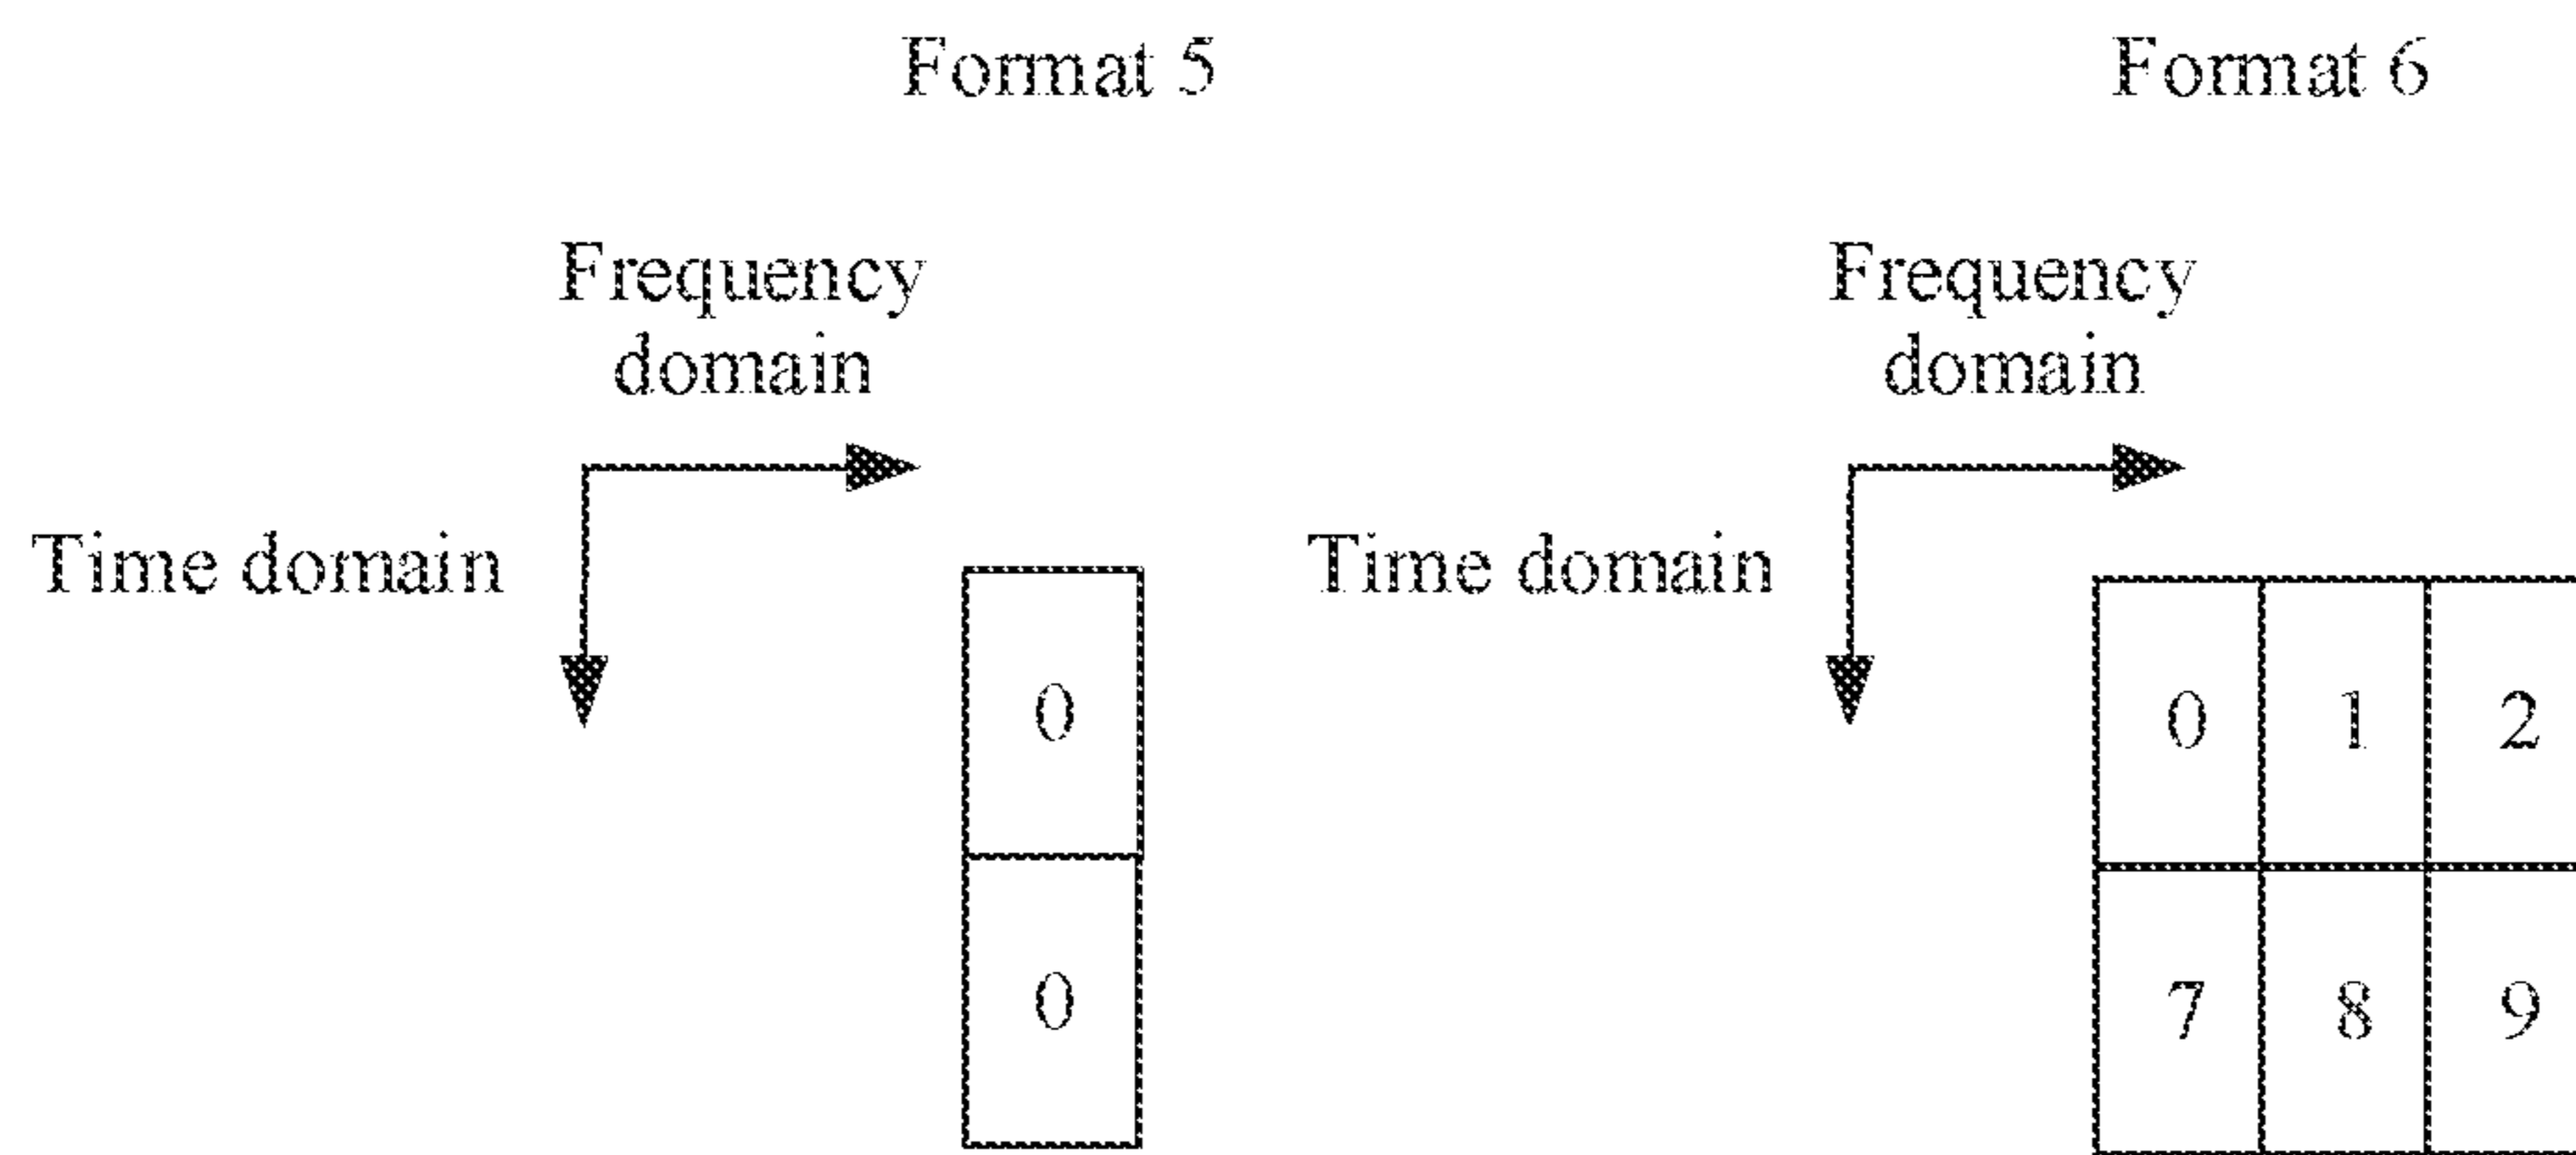 Format 5
Format 6
Frequency
domain
Frequency
domain
Time domain
Time domain
0
0
0 1 2
7 8 9